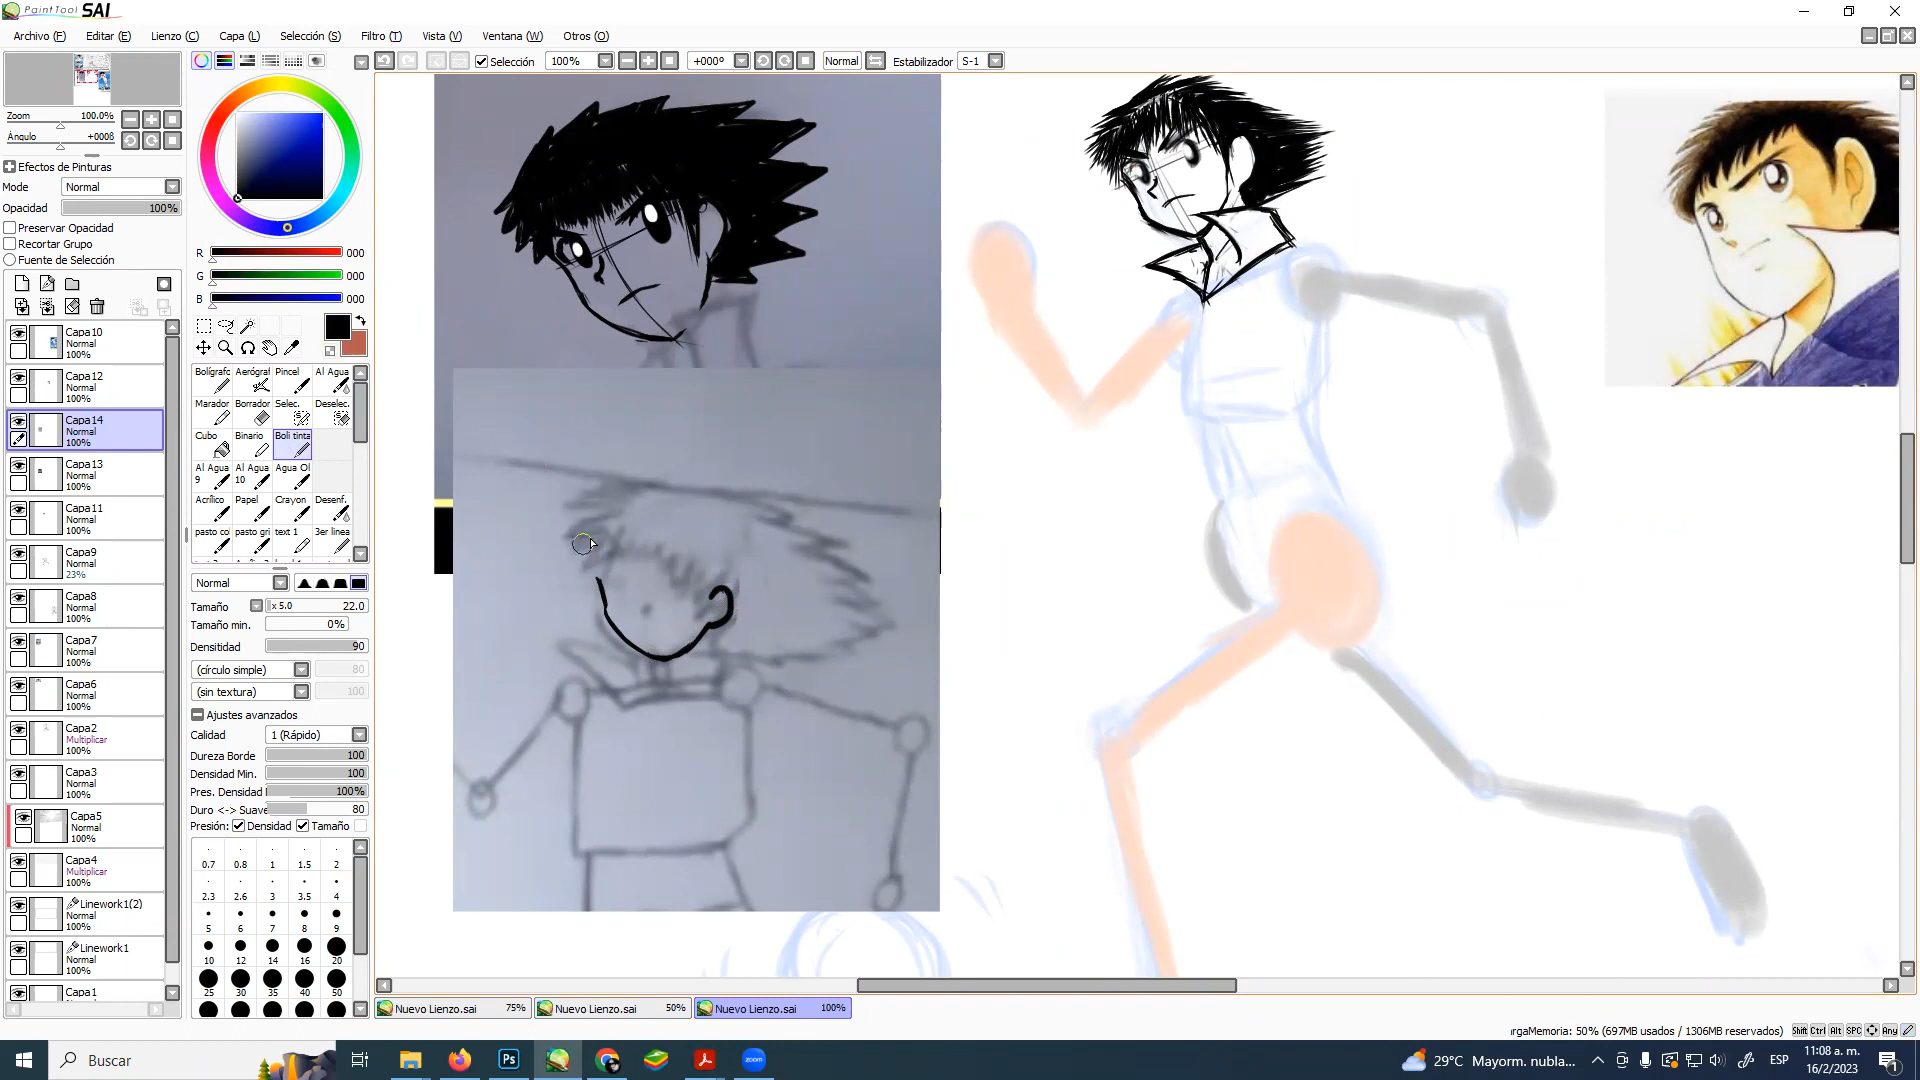 PaintTool SAI
Archivo (F) Editar (E) Lienzo (C) Capa (L) Selección (S) Filtro (T) Vista (V) Ventana (W) Otros (O)
Selección 100% +000º Normal Estabilizador S-1
Zoom 100.0%
Ángulo +000ß
Efectos de Pinturas
Mode Normal
Opacidad 100%
Preservar Opacidad
Recortar Grupo
Fuente de Selección
Capa10
Normal
100%
Capa12
Normal
100%
Capa14
Normal
100%
Capa13
Normal
100%
Capa11
Normal
100%
Capa9
23%
Capa8
Normal
100%
Capa7
Normal
100%
Capa6
Normal
100%
Capa2
Multiplicar
100%
Capa3
Normal
100%
Capa5
Normal
100%
Capa4
Multiplicar
100%
Linework1(2)
Normal
100%
Linework1
Normal
100%
Capa1
R 000
G 000
B 000
Bolígrafo Aerógraf Pincel Al Agua
Marador Borrador Selec. Deselec.
Cubo Binario Boli tinta
Al Agua 9 Al Agua 10 Agua Ol
Acrílico Papel Crayon Desenf.
pasto co pasto gri text 1 3er linea
Normal
Tamaño x 5.0 22.0
Tamaño min. 0%
Densitidad 90
(círculo simple) 80
(sin textura) 100
Ajustes avanzados
Calidad 1 (Rápido)
Dureza Borde 100
Densidad Min. 100
Pres. Densidad 100%
Duro <-> Suave 80
Presión: Densidad Tamaño
0.7 0.8 1 1.5 2
2.3 2.6 3 3.5 4
5 6 7 8 9
10 12 14 16 20
25 30 35 40 50
Nuevo Lienzo.sai 75% Nuevo Lienzo.sai 50% Nuevo Lienzo.sai 100%
argaMemoria: 50% (697MB usados / 1306MB reservados) Shift Ctrl Alt SPC Any
Buscar
Ps
zoom
29°C Mayorm. nubla...
ESP
11:08 a. m.
16/2/2023
1